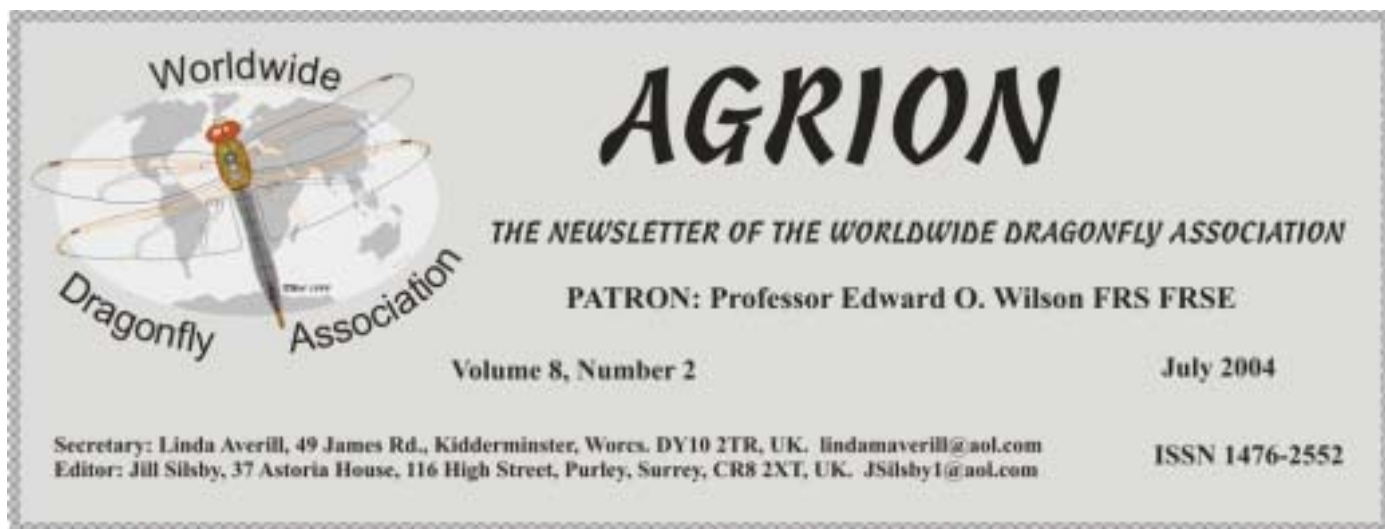 Worldwide
Dragonfly Association
AGRION
THE NEWSLETTER OF THE WORLDWIDE DRAGONFLY ASSOCIATION
PATRON: Professor Edward O. Wilson FRS FRSE
Volume 8, Number 2
July 2004
Secretary: Linda Averill, 49 James Rd., Kidderminster, Worcs. DY10 2TR, UK. lindamaverill@aol.com
Editor: Jill Silsby, 37 Astoria House, 116 High Street, Purley, Surrey, CR8 2XT, UK. JSilsby1@aol.com
ISSN 1476-2552